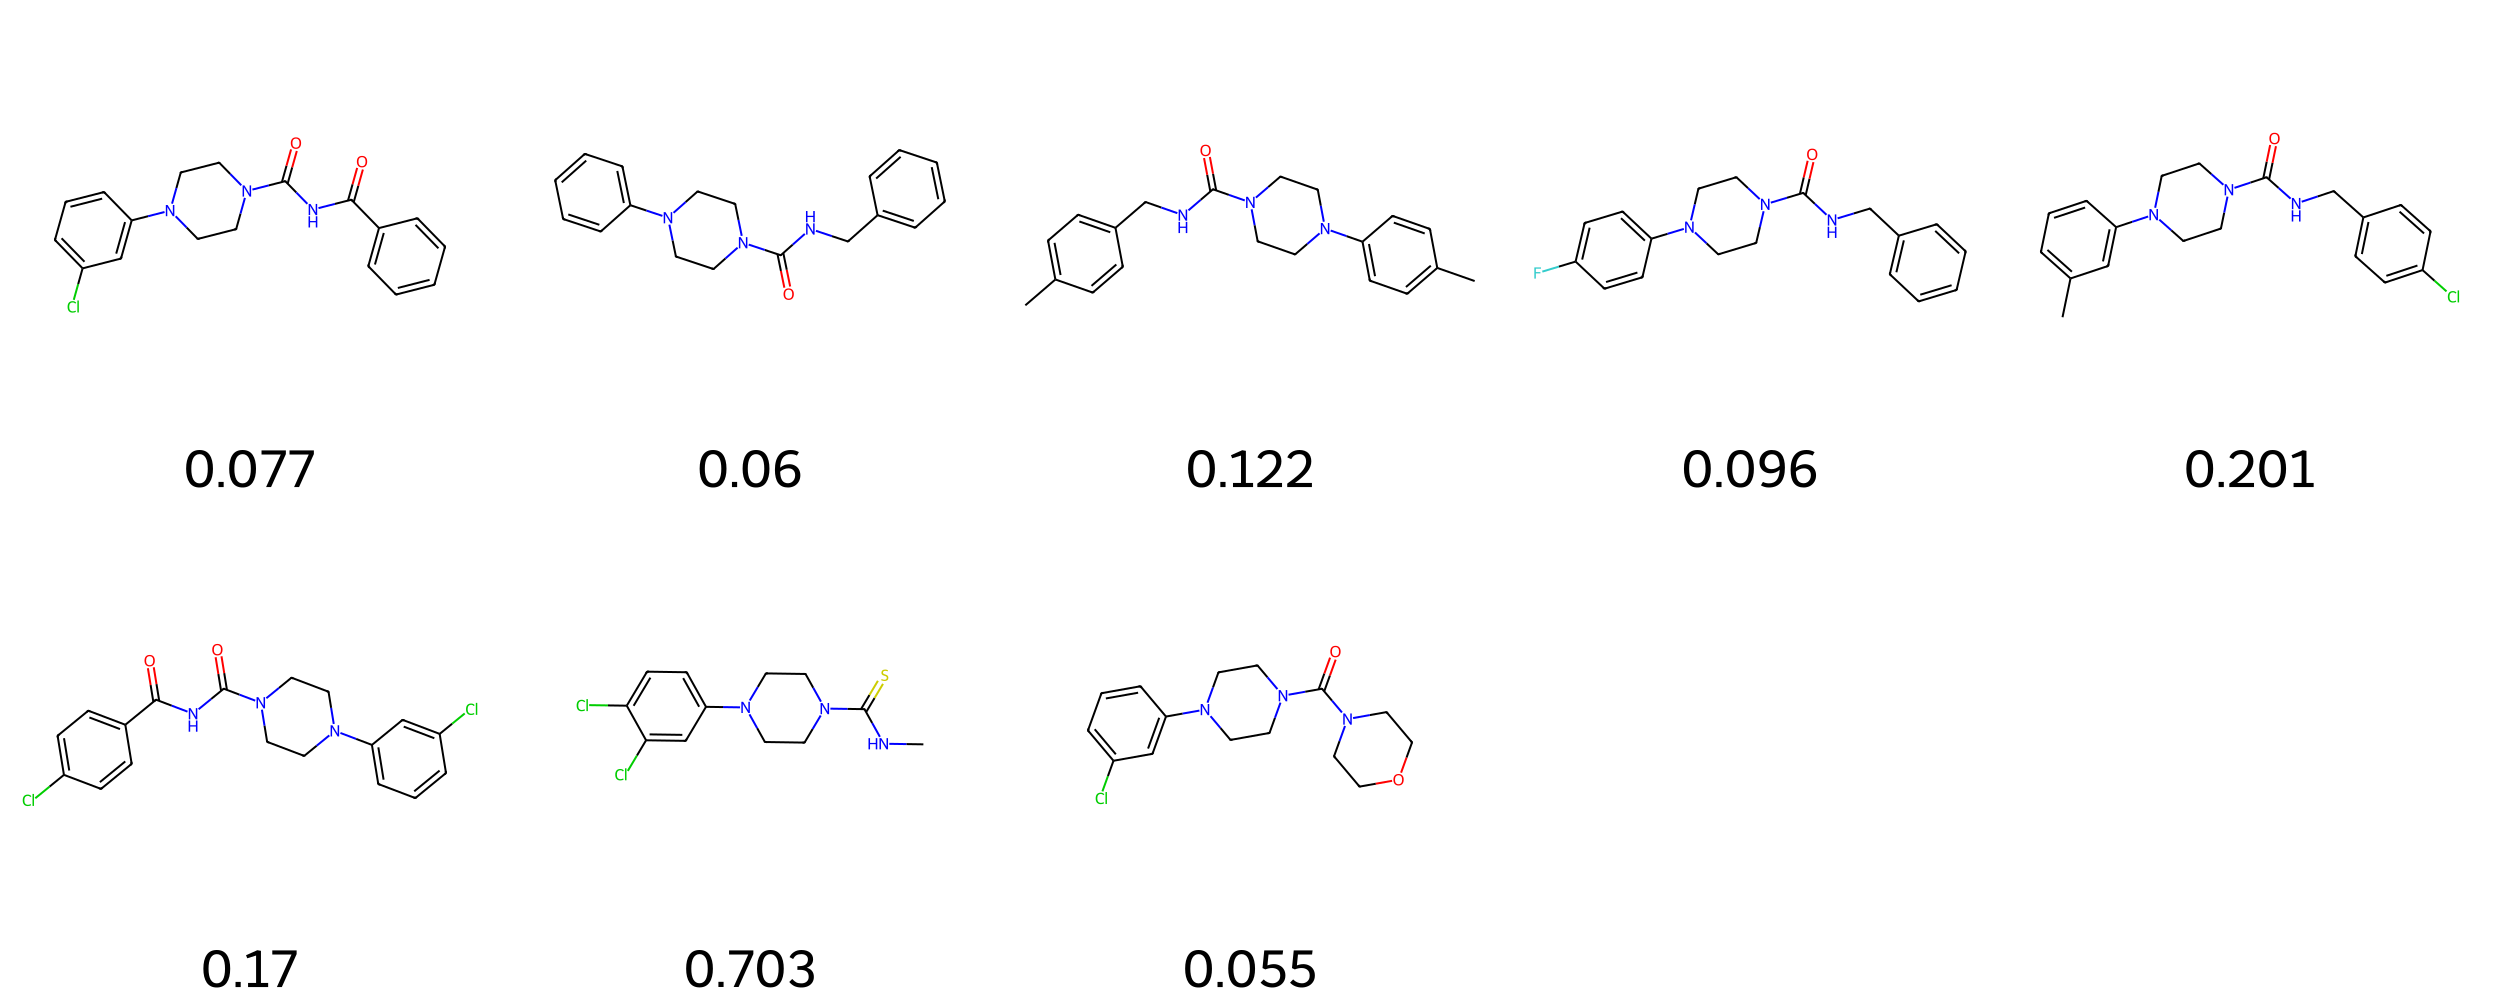 O O N N N H Cl
N N H N O
O N H N N
O N N H F N
O N N N H Cl
0.077 0.06 0.122 0.096 0.201
O O N H N N Cl Cl
S Cl N N HN Cl
O N N N O Cl
0.17 0.703 0.055